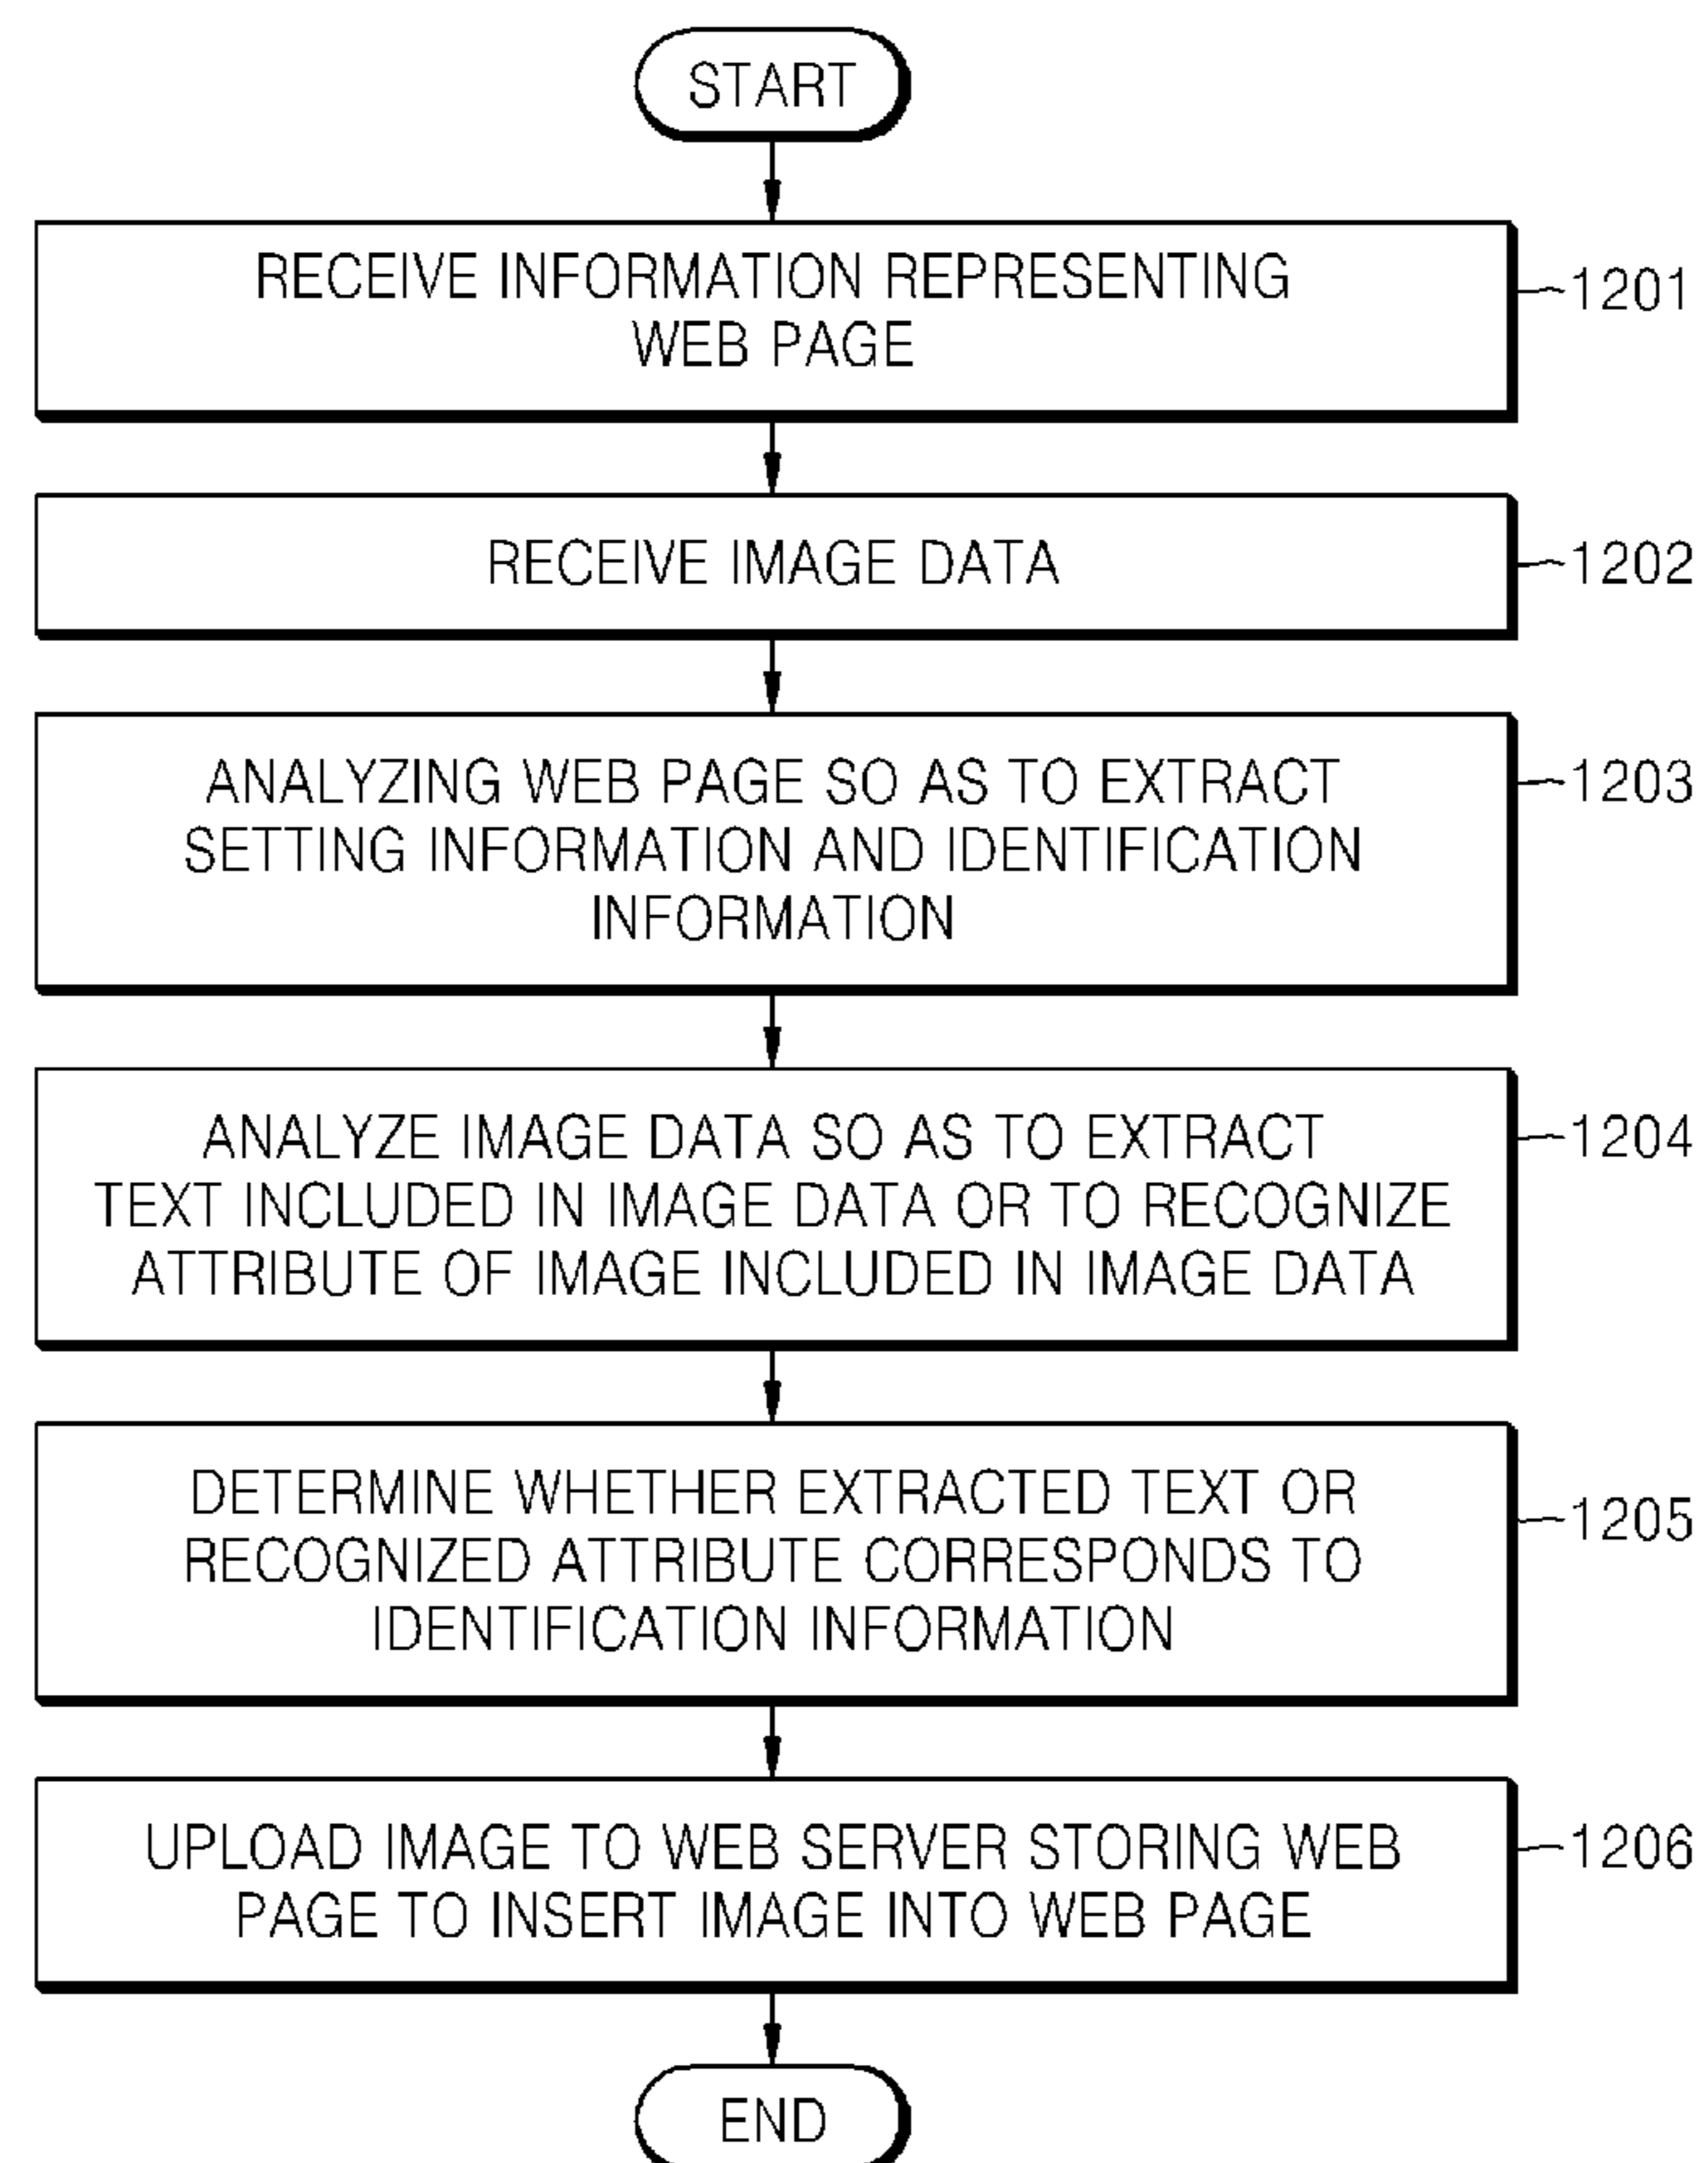 START
RECEIVE INFORMATION REPRESENTING
WEB PAGE
1201
RECEIVE IMAGE DATA
1202
ANALYZING WEB PAGE SO AS TO EXTRACT
SETTING INFORMATION AND IDENTIFICATION
INFORMATION
1203
ANALYZE IMAGE DATA SO AS TO EXTRACT
TEXT INCLUDED IN IMAGE DATA OR TO RECOGNIZE
ATTRIBUTE OF IMAGE INCLUDED IN IMAGE DATA
1204
DETERMINE WHETHER EXTRACTED TEXT OR
RECOGNIZED ATTRIBUTE CORRESPONDS TO
IDENTIFICATION INFORMATION
1205
UPLOAD IMAGE TO WEB SERVER STORING WEB
PAGE TO INSERT IMAGE INTO WEB PAGE
1206
END